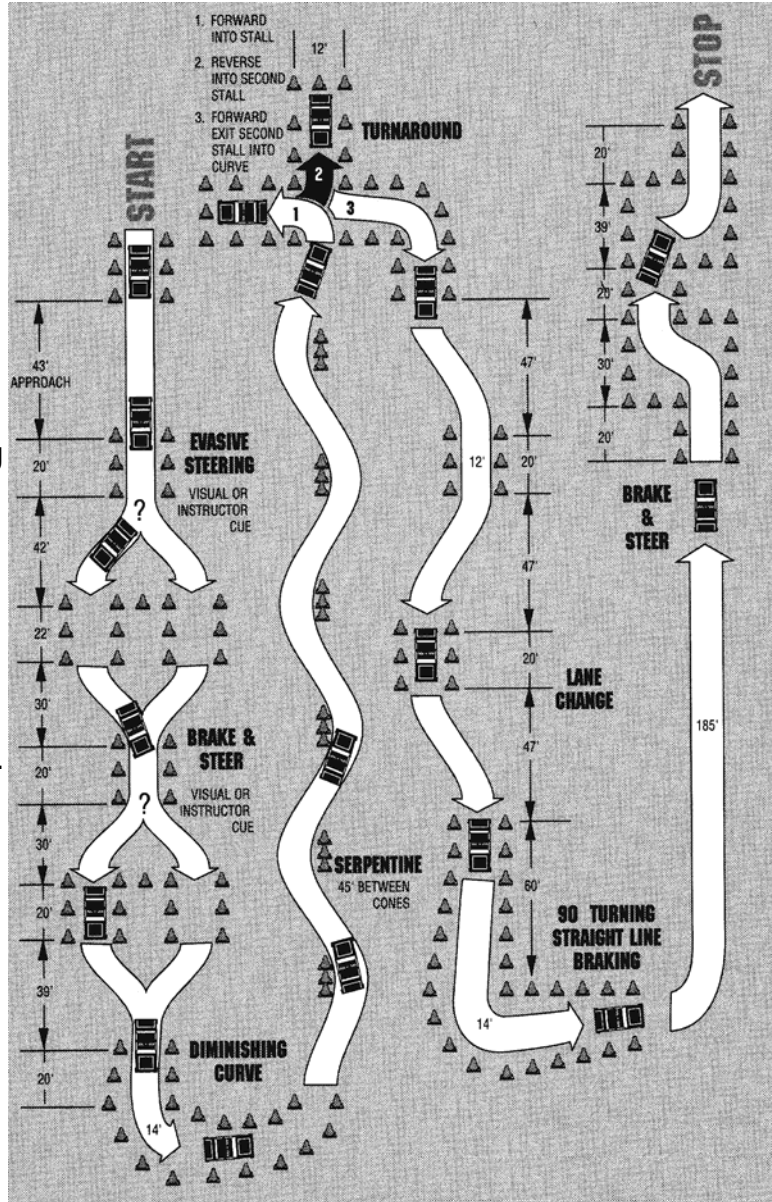 1. FORWARD
INTO STALL
2. REVERSE
INTO SECOND
STALL
3. FORWARD
EXIT SECOND
STALL INTO
CURVE
12'
TURNAROUND
2
1
3
START
43'
APPROACH
20'
42'
22'
30'
20'
30'
20'
39'
20'
EVASIVE
STEERING
VISUAL OR
INSTRUCTOR
CUE
?
BRAKE &
STEER
VISUAL OR
INSTRUCTOR
CUE
?
DIMINISHING
CURVE
14'
SERPENTINE
45' BETWEEN
CONES
47'
12'
20'
47'
20'
LANE
CHANGE
47'
60'
90 TURNING
STRAIGHT LINE
BRAKING
14'
185'
BRAKE
&
STEER
STOP
20'
39'
20'
30'
20'